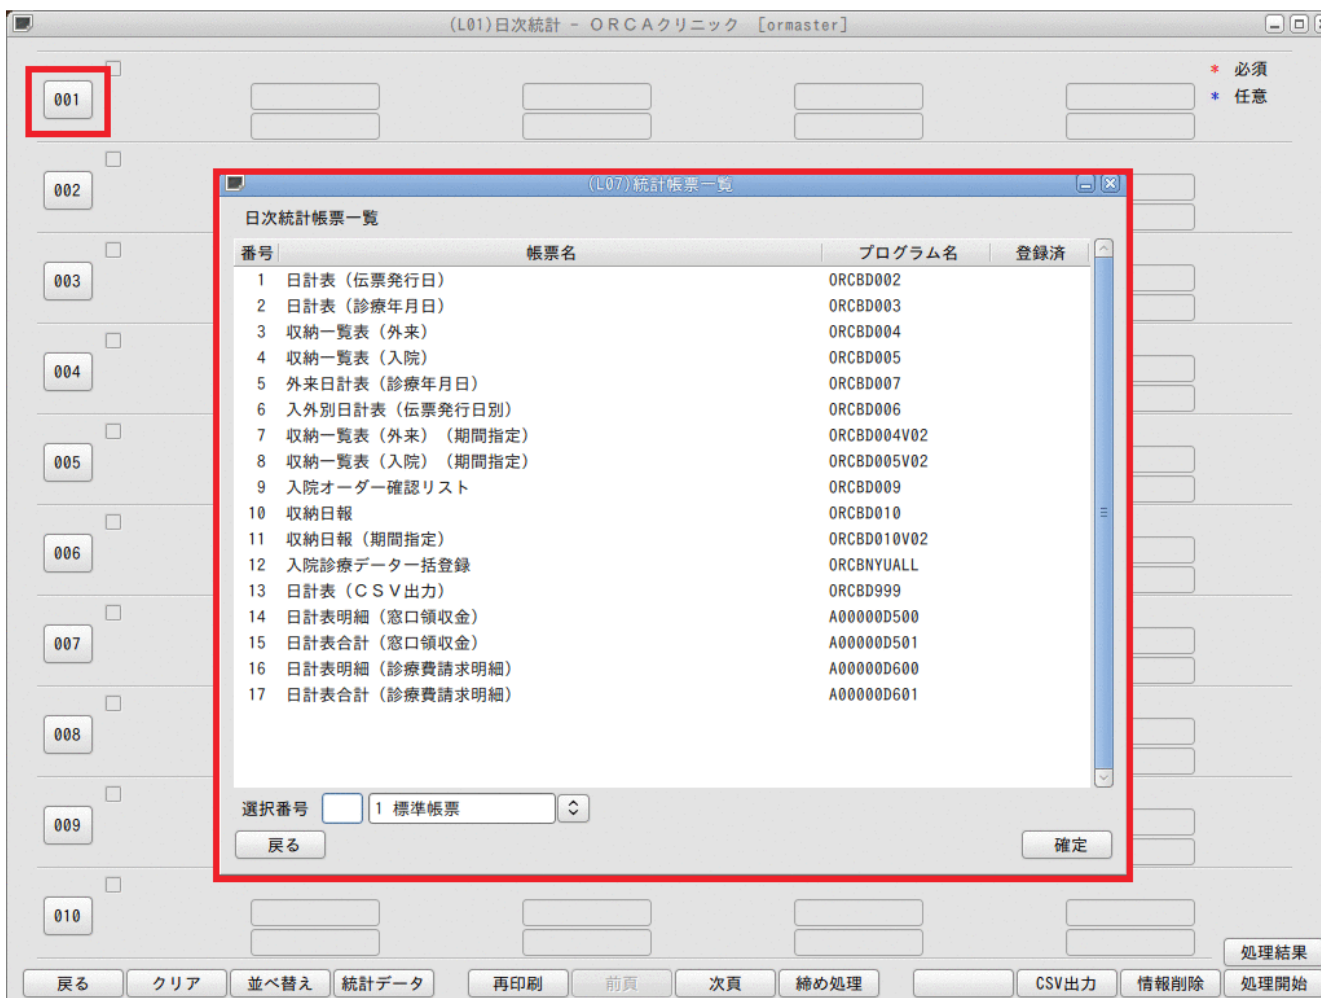 (L01)日次統計 － ＯＲＣＡクリニック [ormaster]
* 必須
001
* 任意
002
(L07)統計帳票一覧
日次統計帳票一覧
番号 帳票名 プログラム名 登録済
1 日計表（伝票発行日） ORCBD002
2 日計表（診療年月日） ORCBD003
3 収納一覧表（外来） ORCBD004
4 収納一覧表（入院） ORCBD005
5 外来日計表（診療年月日） ORCBD007
6 入外別日計表（伝票発行日別） ORCBD006
7 収納一覧表（外来）（期間指定） ORCBD004V02
8 収納一覧表（入院）（期間指定） ORCBD005V02
9 入院オーダー確認リスト ORCBD009
10 収納日報 ORCBD010
11 収納日報（期間指定） ORCBD010V02
12 入院診療データ一括登録 ORCBNYUALL
13 日計表（ＣＳＶ出力） ORCBD999
14 日計表明細（窓口領収金） A00000D500
15 日計表合計（窓口領収金） A00000D501
16 日計表明細（診療費請求明細） A00000D600
17 日計表合計（診療費請求明細） A00000D601
選択番号 1 標準帳票
戻る 確定
003
004
005
006
007
008
009
010
処理結果
戻る クリア 並べ替え 統計データ 再印刷 前頁 次頁 締め処理 CSV出力 情報削除 処理開始